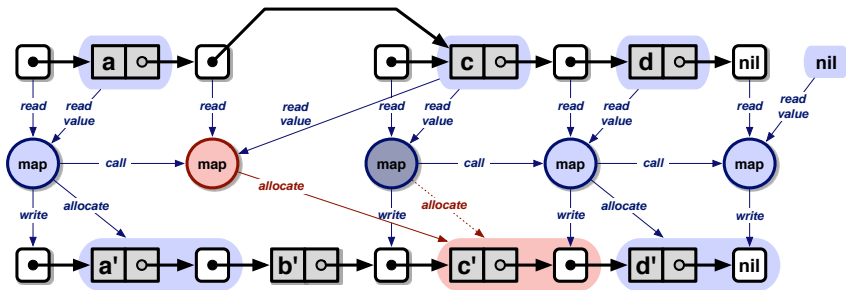 a
c
d
nil
nil
read
read
value
read
read
value
read
read
value
read
read
value
read
read
value
map
call
map
map
call
map
call
map
write
allocate
allocate
write
allocate
write
allocate
write
a'
b'
c'
d'
nil